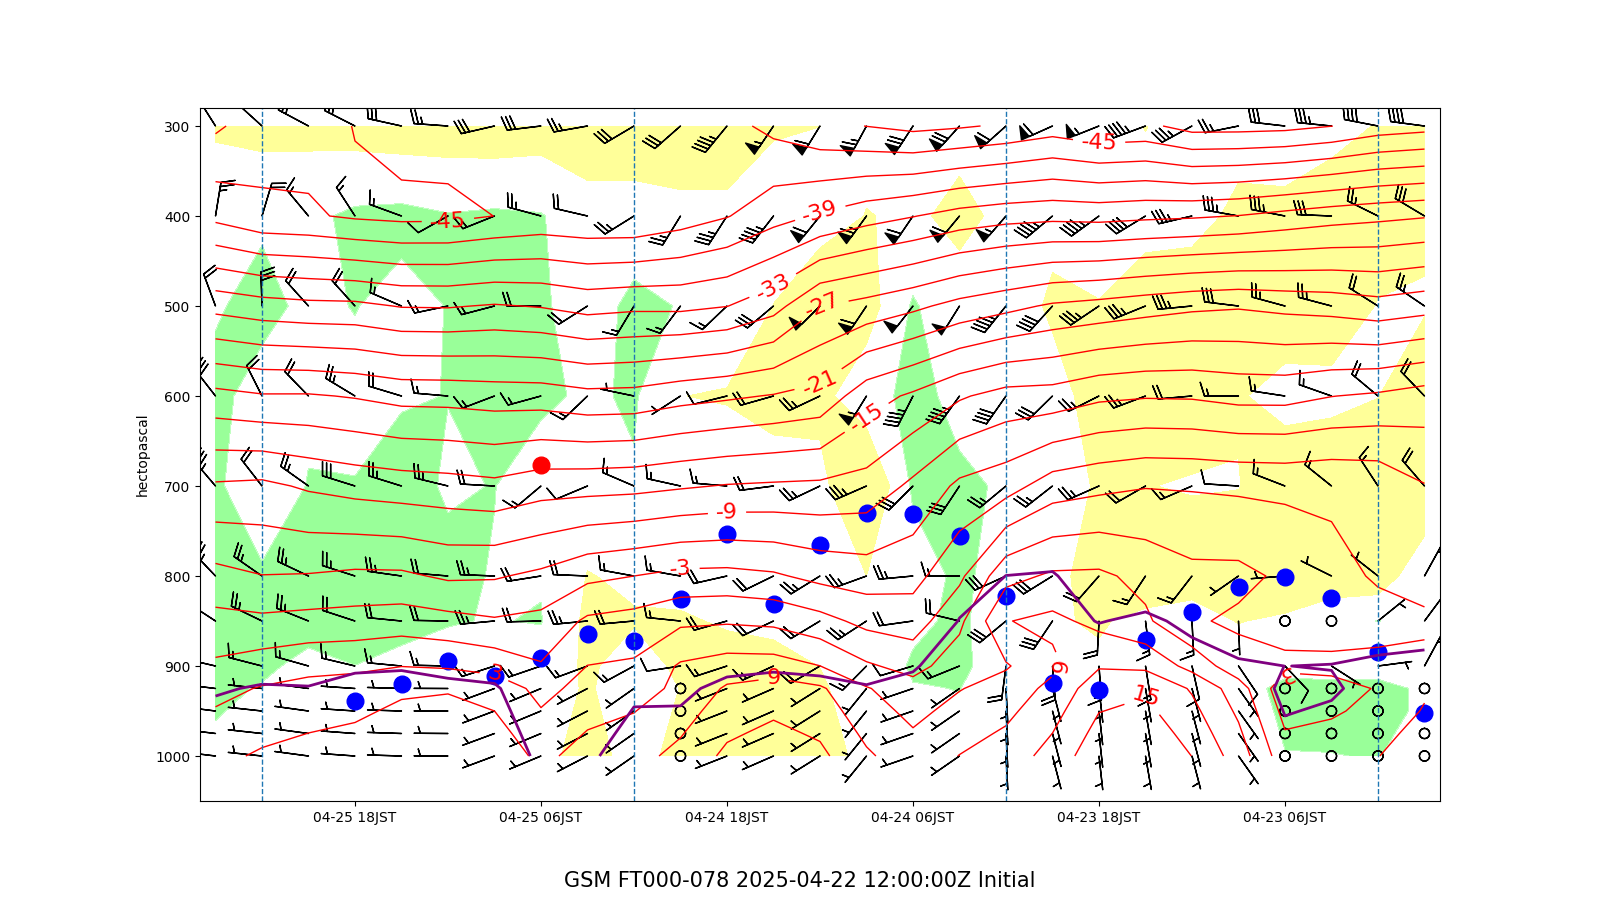 300
400
500
600
700
800
900
1000
hectopascal
-45
-45
-39
-33
-27
-21
-15
-9
-3
3
9
9
15
3
04-25 18JST
04-25 06JST
04-24 18JST
04-24 06JST
04-23 18JST
04-23 06JST
GSM FT000-078 2025-04-22 12:00:00Z Initial